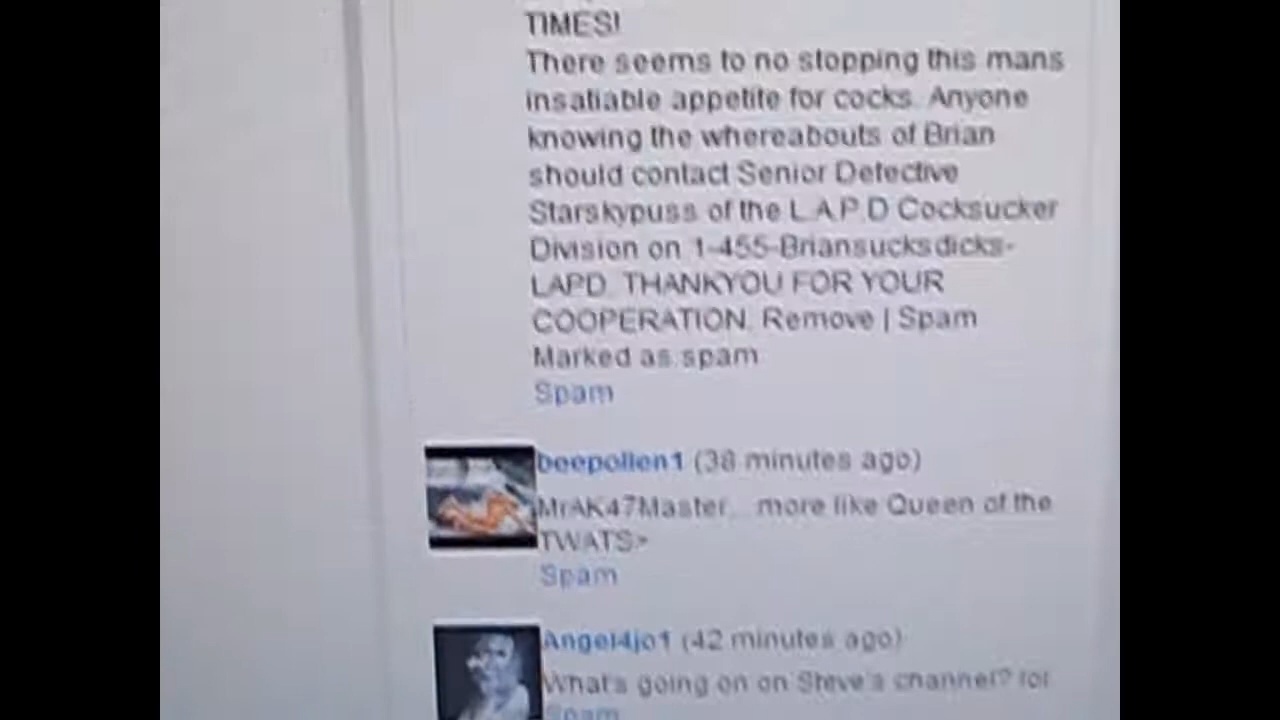 TIMES!
There seems to no stopping this mans
insatiable appetite for cocks. Anyone
knowing the whereabouts of Brian
should contact Senior Detective
Starskypuss of the L.A.P.D Cocksucker
Division on 1-455-Briansucksdicks-
LAPD. THANKYOU FOR YOUR
COOPERATION. Remove | Spam
Marked as spam
Spam
beepollen1 (38 minutes ago)
MrAK47Master... more like Queen of the
TWATS>
Spam
Angel4jo1 (42 minutes ago)
What's going on on Steve's channel? lol
Spam